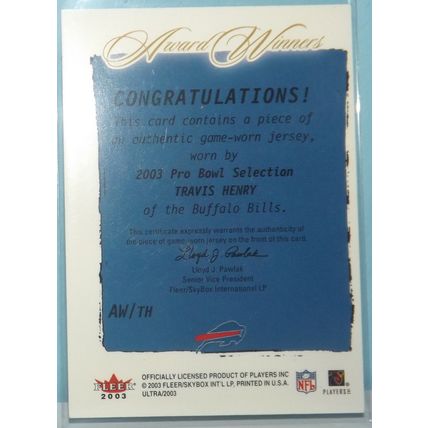 Award Winners
CONGRATULATIONS!
This card contains a piece of
an authentic game-worn jersey,
worn by
2003 Pro Bowl Selection
TRAVIS HENRY
of the Buffalo Bills.
This certificate expressly warrants the authenticity of
the piece of game-worn jersey on the front of this card.
Lloyd J. Pawlak
Lloyd J. Pawlak
Senior Vice President
Fleer/SkyBox International LP
AW/TH
FLEER
2003
OFFICIALLY LICENSED PRODUCT OF PLAYERS INC
© 2003 FLEER/SKYBOX INT'L LP, PRINTED IN U.S.A.
ULTRA/2003
NFL
PLAYERS